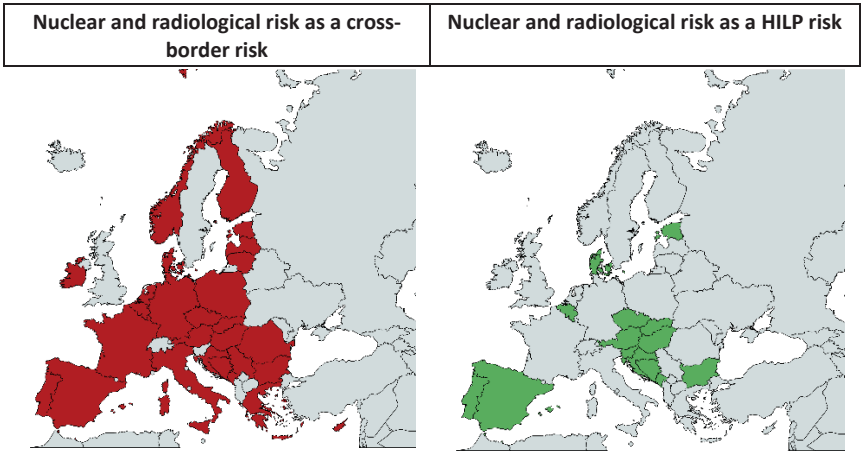 Nuclear and radiological risk as a cross-
border risk
Nuclear and radiological risk as a HILP risk